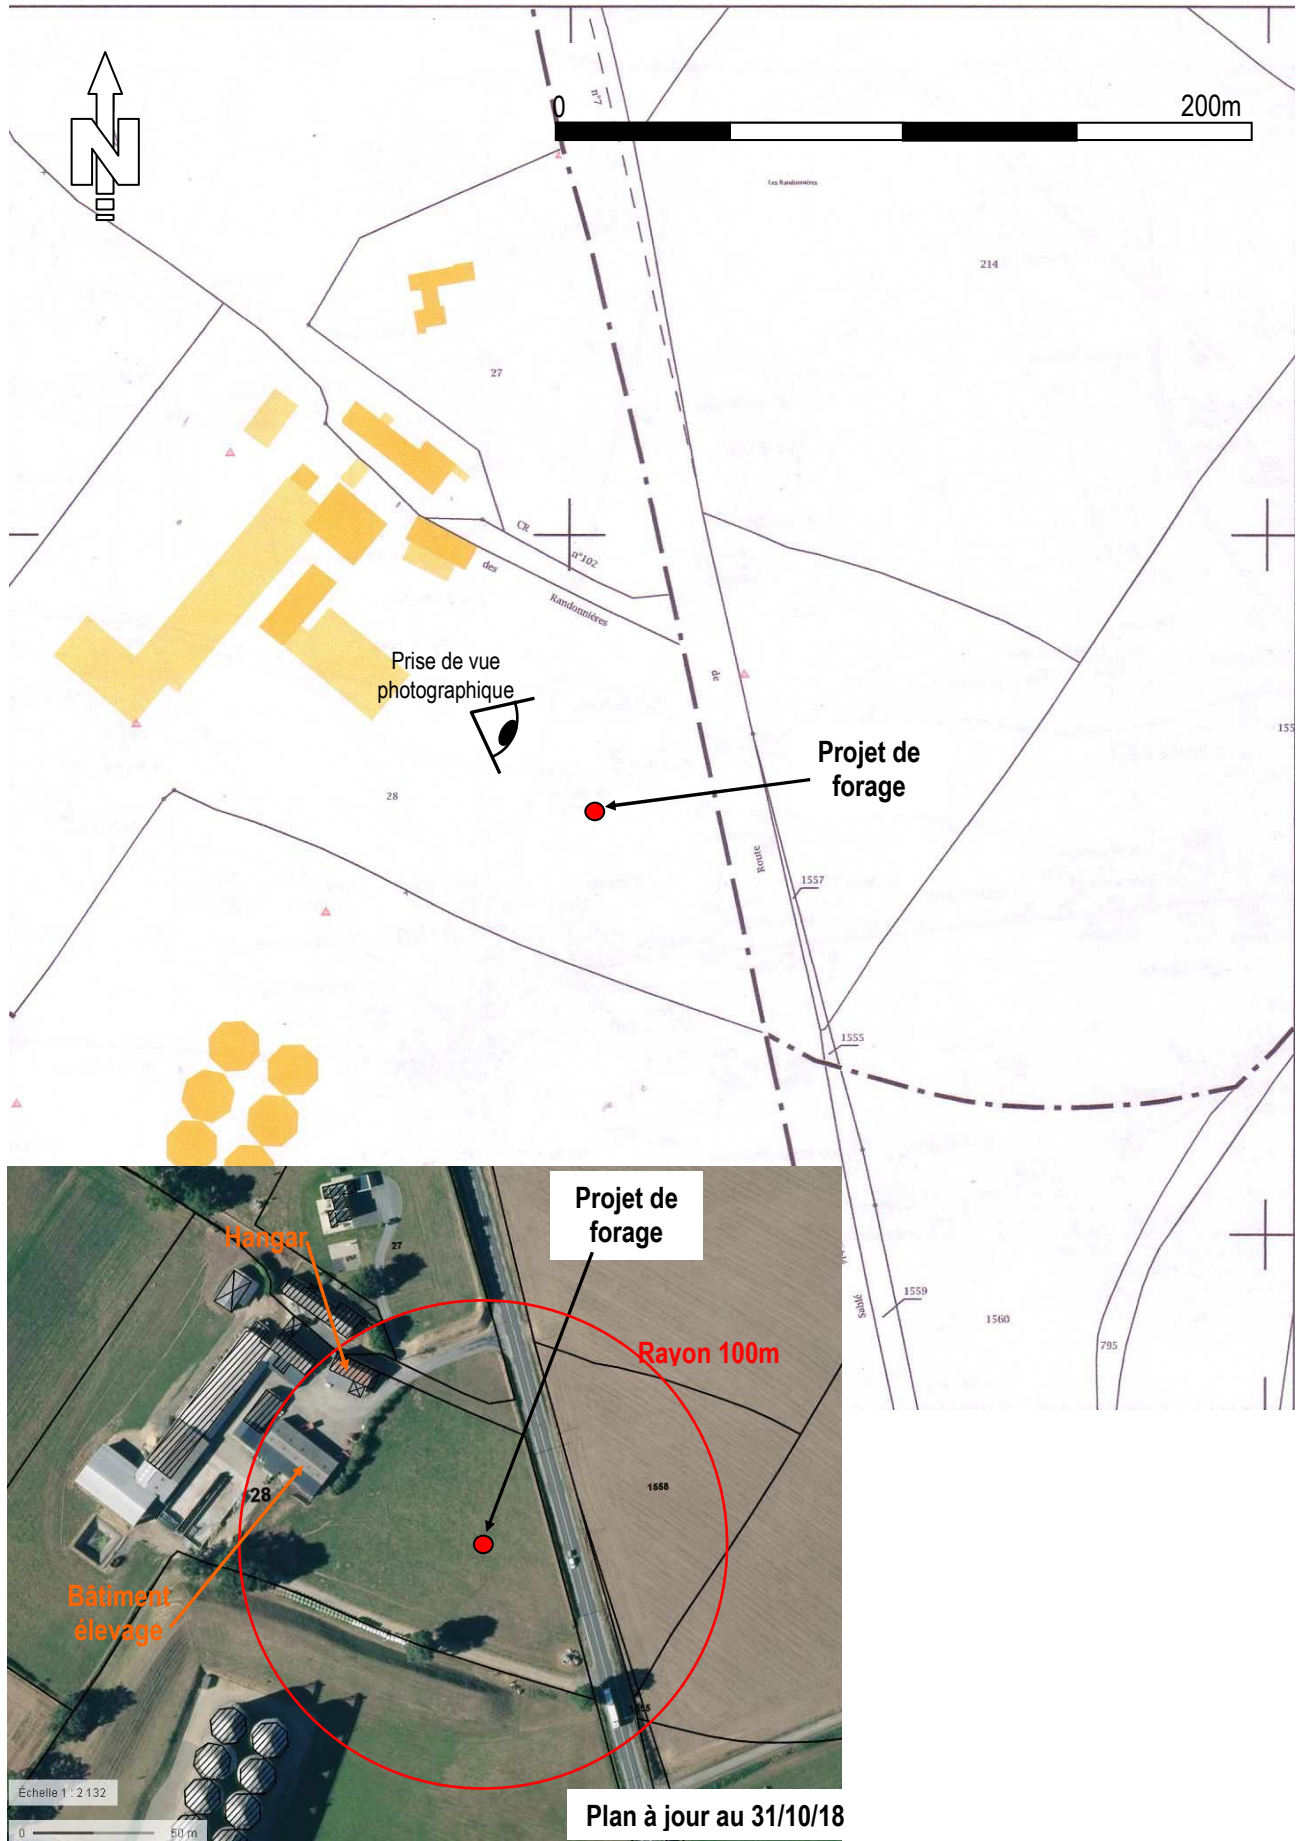 N
0
200m
n°7
Les Randonnières
214
27
CR
n°102
des
Randonnières
de
Prise de vue
photographique
155
Projet de
forage
28
Route
1557
1555
Sablé
1559
1560
795
Projet de
forage
Hangar
27
Rayon 100m
1558
28
Bâtiment
élevage
Échelle 1 : 2 132
0
50 m
Plan à jour au 31/10/18